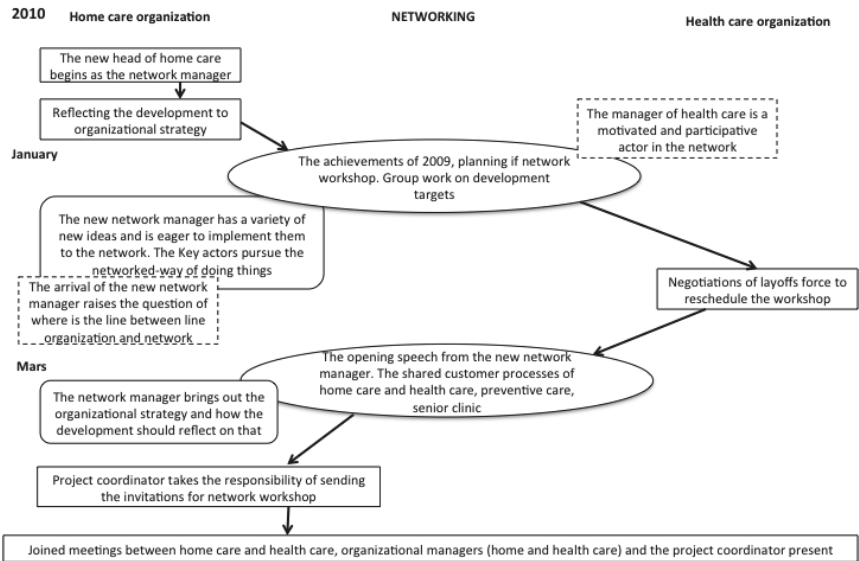 2010
Home care organization
NETWORKING
Health care organization
The new head of home care
begins as the network manager
Reflecting the development to
organizational strategy
The manager of health care is a
motivated and participative
actor in the network
January
The achievements of 2009, planning if network
workshop. Group work on development
targets
The new network manager has a variety of
new ideas and is eager to implement them
to the network. The Key actors pursue the
networked-way of doing things
The arrival of the new network
manager raises the question of
where is the line between line
organization and network
Negotiations of layoffs force to
reschedule the workshop
Mars
The opening speech from the new network
manager. The shared customer processes of
home care and health care, preventive care,
senior clinic
The network manager brings out the
organizational strategy and how the
development should reflect on that
Project coordinator takes the responsibility of sending
the invitations for network workshop
Joined meetings between home care and health care, organizational managers (home and health care) and the project coordinator present